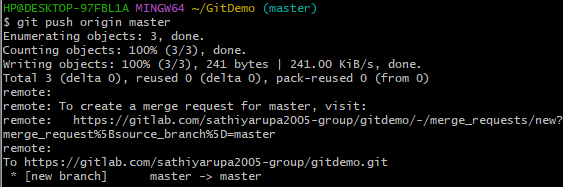 HP@DESKTOP-97FBL1A MINGW64 ~/GitDemo (master)
$ git push origin master
Enumerating objects: 3, done.
Counting objects: 100% (3/3), done.
Writing objects: 100% (3/3), 241 bytes | 241.00 KiB/s, done.
Total 3 (delta 0), reused 0 (delta 0), pack-reused 0 (from 0)
remote:
remote: To create a merge request for master, visit:
remote:   https://gitlab.com/sathiyarupa2005-group/gitdemo/-/merge_requests/new?
merge_request%5Bsource_branch%5D=master
remote:
To https://gitlab.com/sathiyarupa2005-group/gitdemo.git
 * [new branch]      master -> master